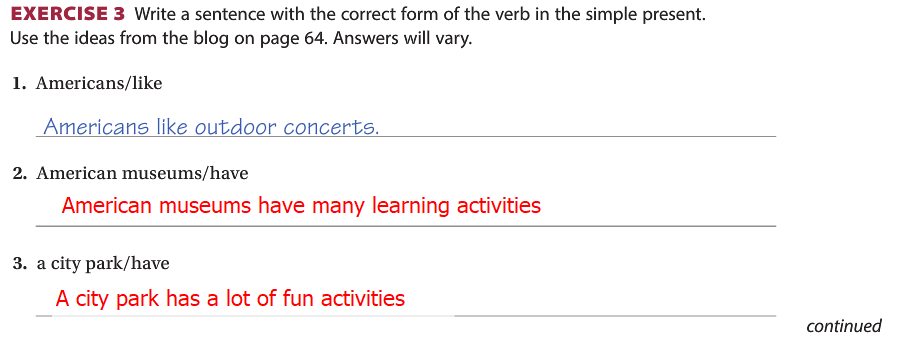 EXERCISE 3 Write a sentence with the correct form of the verb in the simple present.
Use the ideas from the blog on page 64. Answers will vary.
1. Americans/like
Americans like outdoor concerts.
2. American museums/have
American museums have many learning activities
3. a city park/have
A city park has a lot of fun activities
continued